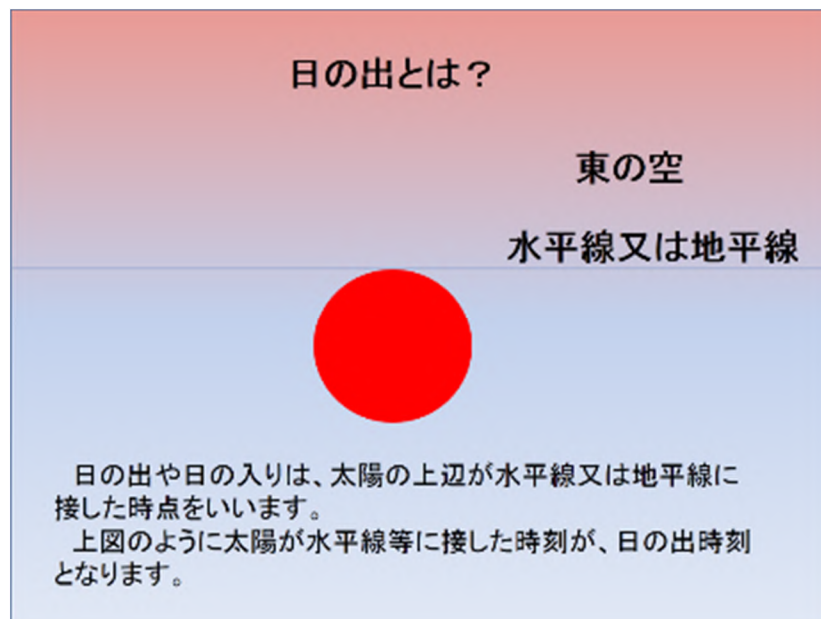 日の出とは？
東の空
水平線又は地平線
　日の出や日の入りは、太陽の上辺が水平線又は地平線に
接した時点をいいます。
　上図のように太陽が水平線等に接した時刻が、日の出時刻
となります。